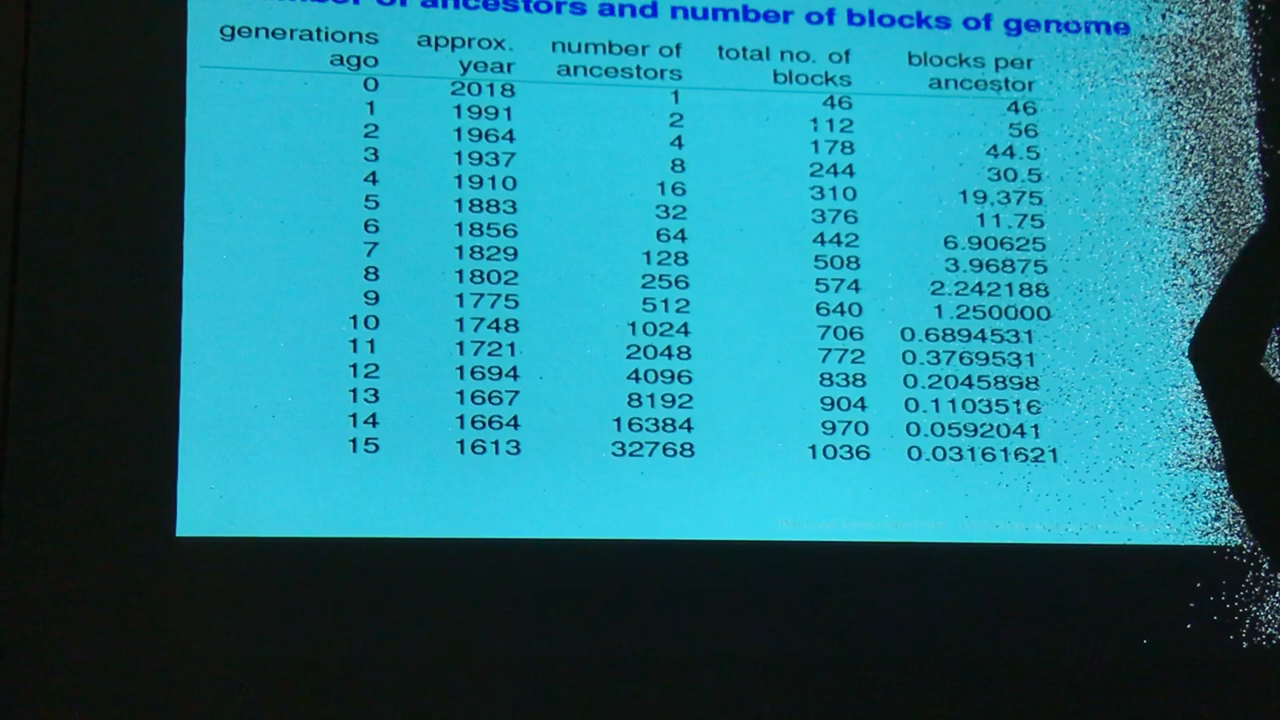 of ancestors and number of blocks of genome
generations ago approx. year number of ancestors total no. of blocks blocks per ancestor
0 2018 1 46 46
1 1991 2 112 56
2 1964 4 178 44.5
3 1937 8 244 30.5
4 1910 16 310 19.375
5 1883 32 376 11.75
6 1856 64 442 6.90625
7 1829 128 508 3.96875
8 1802 256 574 2.242188
9 1775 512 640 1.250000
10 1748 1024 706 0.6894531
11 1721 2048 772 0.3769531
12 1694 4096 838 0.2045898
13 1667 8192 904 0.1103516
14 1664 16384 970 0.0592041
15 1613 32768 1036 0.03161621